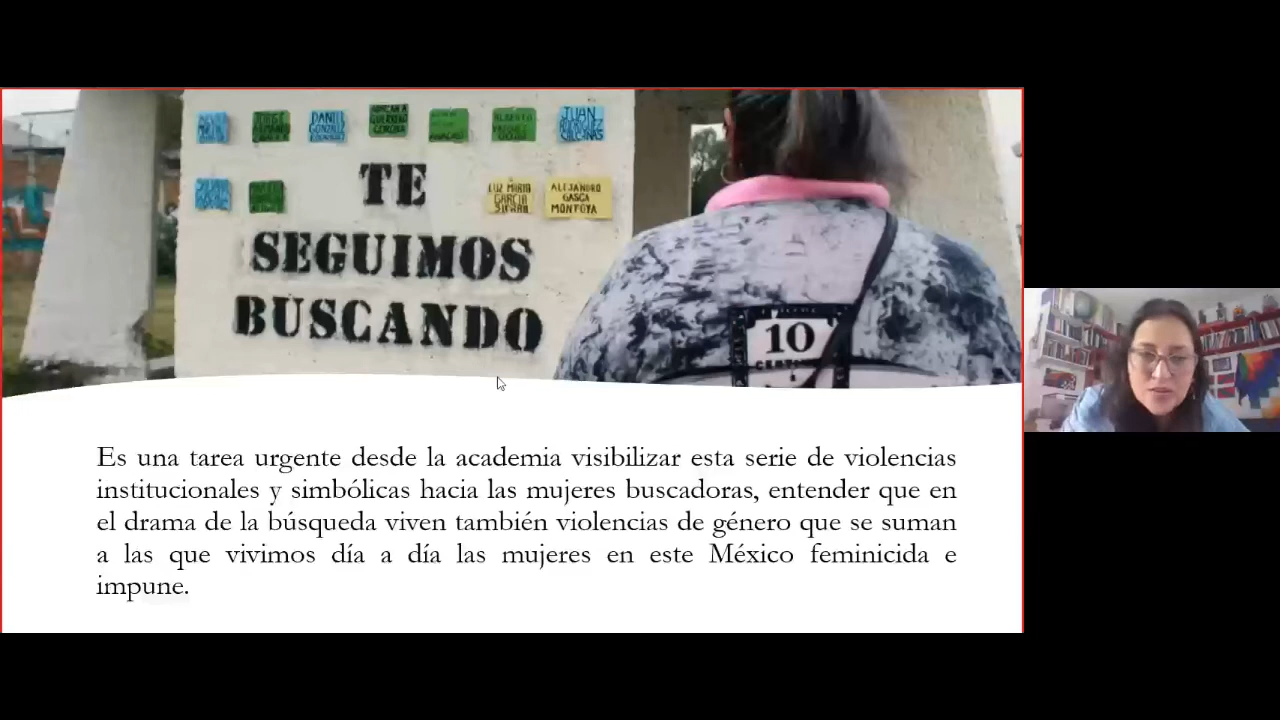 JORGE
DANIEL
GONZALEZ
JUAN
TE
LUZ MARIA
GARCIA
ALEJANDRO
GASCA
MONTOYA
SEGUIMOS
BUSCANDO
10
Es una tarea urgente desde la academia visibilizar esta serie de violencias
institucionales y simbólicas hacia las mujeres buscadoras, entender que en
el drama de la búsqueda viven también violencias de género que se suman
a las que vivimos día a día las mujeres en este México feminicida e
impune.